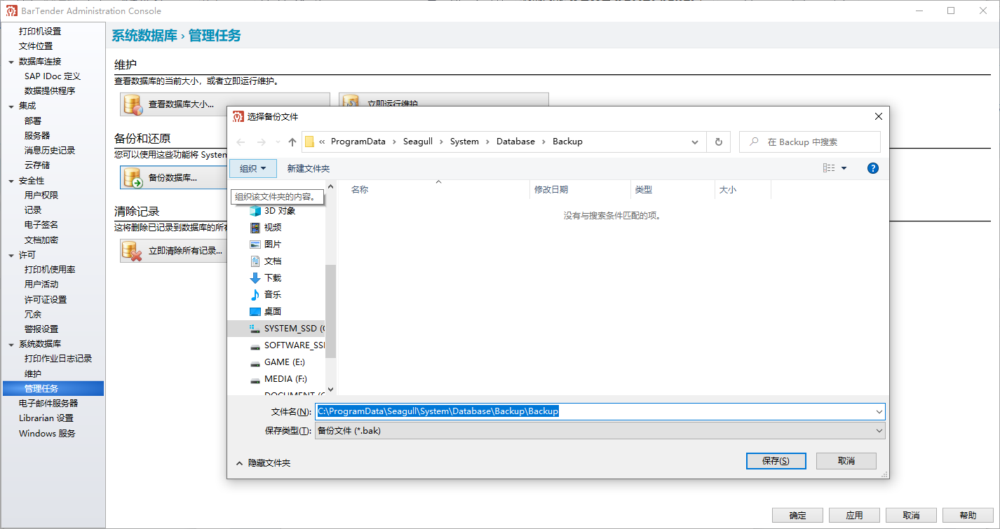 BarTender Administration Console
打印机设置
文件位置
数据库连接
SAP IDoc 定义
数据提供程序
集成
部署
服务器
消息历史记录
云存储
安全性
用户权限
记录
电子签名
文档加密
许可
打印机使用率
用户活动
许可证设置
冗余
警报设置
系统数据库
打印作业日志记录
维护
管理任务
电子邮件服务器
Librarian 设置
Windows 服务
系统数据库 › 管理任务
维护
查看数据库的当前大小，或者立即运行维护。
查看数据库大小...
立即运行维护
备份和还原
您可以使用这些功能将 System
备份数据库...
清除记录
这将删除已记录到数据库的所有
立即清除所有记录...
选择备份文件
« ProgramData › Seagull › System › Database › Backup
在 Backup 中搜索
组织
新建文件夹
组织该文件夹的内容。
3D 对象
视频
图片
文档
下载
音乐
桌面
SYSTEM_SSD (C
SOFTWARE_SSI
GAME (E:)
MEDIA (F:)
DOCUMENT (G
名称
修改日期
类型
大小
没有与搜索条件匹配的项。
文件名(N):
C:\ProgramData\Seagull\System\Database\Backup\Backup
保存类型(T):
备份文件 (*.bak)
隐藏文件夹
保存(S)
取消
确定
应用
取消
帮助